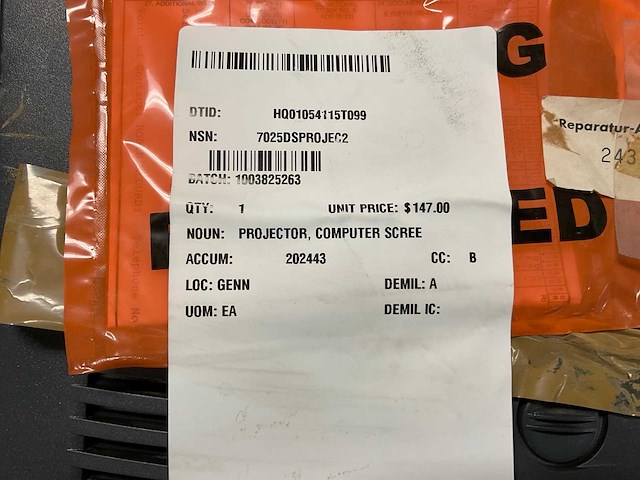 G
-Reparatur-A
243
ED
DTID: HQ01054115T099
NSN: 7025DSPROJEC2
BATCH: 1003825263
QTY: 1 UNIT PRICE: $147.00
NOUN: PROJECTOR, COMPUTER SCREE
ACCUM: 202443 CC: B
LOC: GENN DEMIL: A
UOM: EA DEMIL IC: